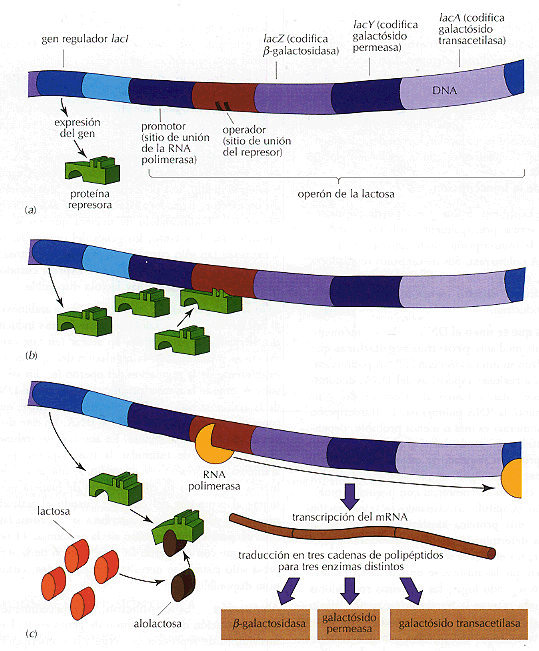 gen regulador lacI
lacZ (codifica
β-galactosidasa)
lacY (codifica
galactósido
permeasa)
lacA (codifica
galactósido
transacetilasa)
DNA
expresión
del gen
promotor
(sitio de unión
de la RNA
polimerasa)
operador
(sitio de unión
del represor)
proteína
represora
operón de la lactosa
(a)
(b)
RNA
polimerasa
transcripción del mRNA
lactosa
traducción en tres cadenas de polipéptidos
para tres enzimas distintos
alolactosa
β-galactosidasa
galactósido
permeasa
galactósido transacetilasa
(c)